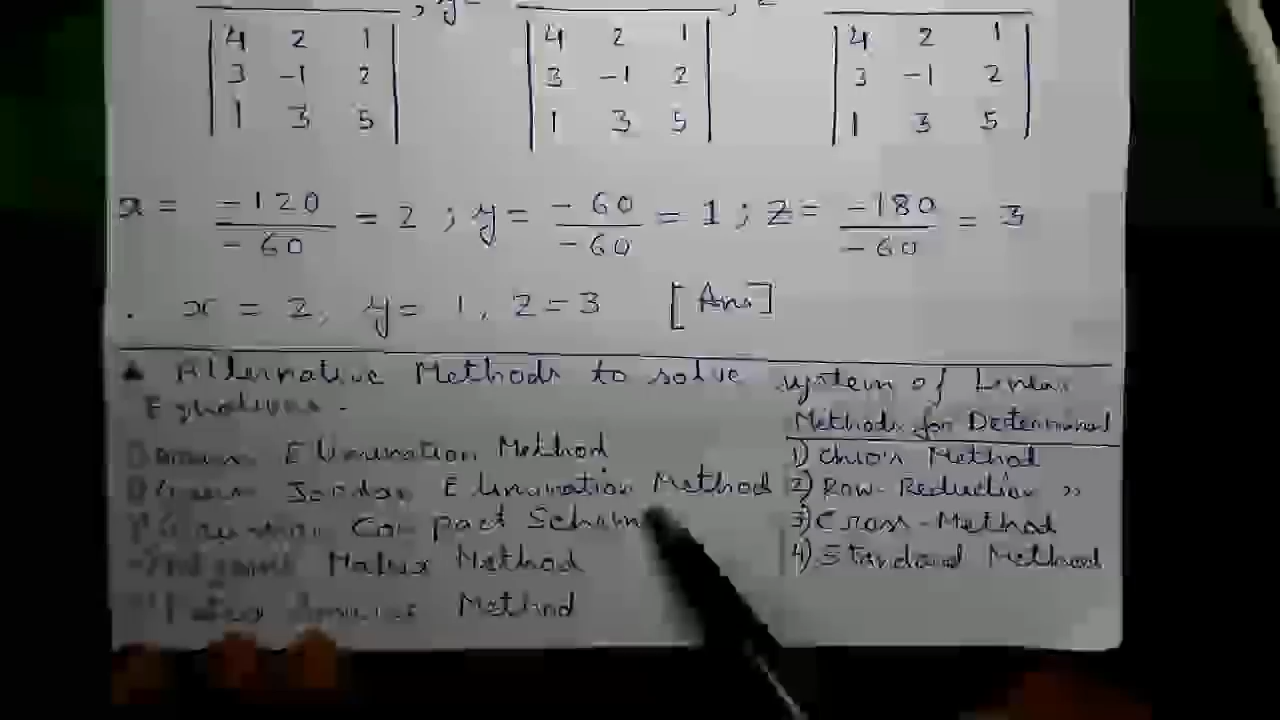 , y= ;
4 2 1 4 2 1 4 2 1
3 -1 2 3 -1 2 3 -1 2
1 3 5 1 3 5 1 3 5
x = -120/-60 = 2 ; y = -60/-60 = 1 ; z = -180/-60 = 3
. x = 2, y = 1, z = 3 [Ans]
Alternative Methods to solve system of Linear
Equations.
Elimination Method
Jordan Elimination Method
Compact Scheme
Matrix Method
Method
Methods for Determinant
1) Chio's Method
2) Row-Reduction "
3) Cross-Method
4) Standard Method